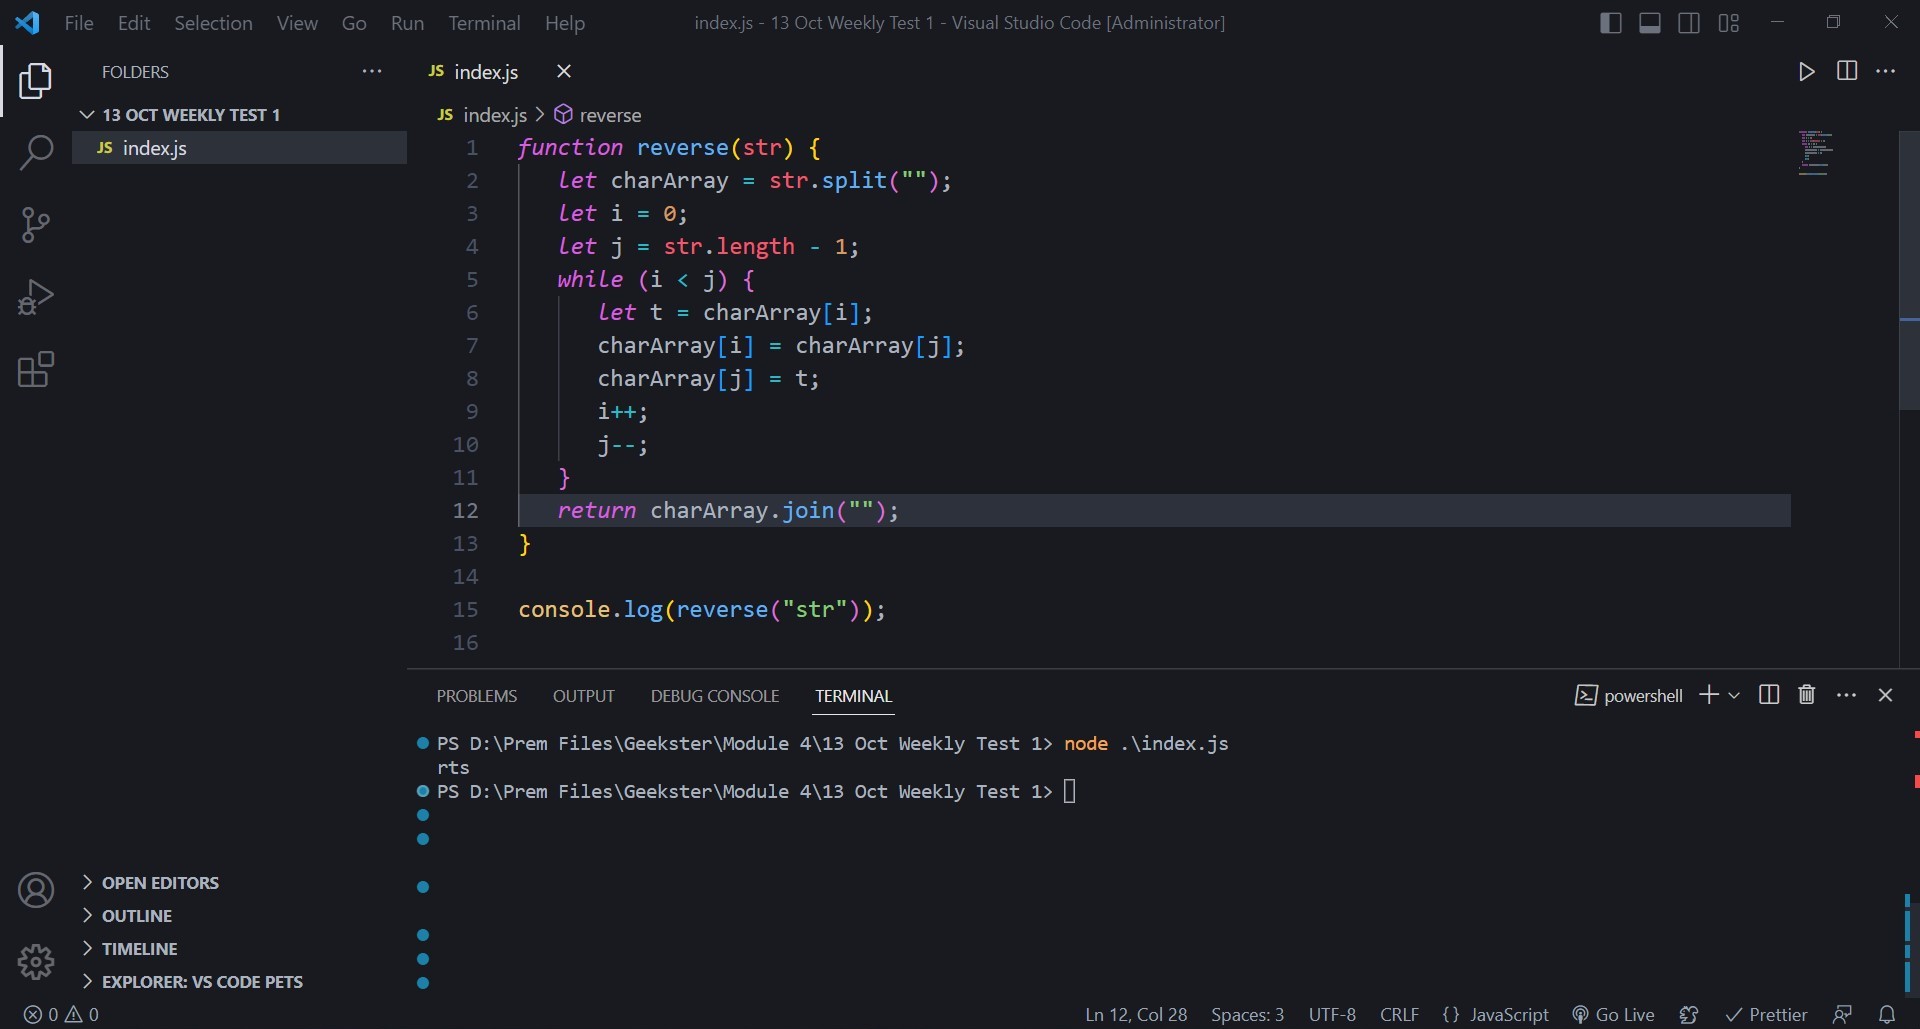 File Edit Selection View Go Run Terminal Help index.js - 13 Oct Weekly Test 1 - Visual Studio Code [Administrator]
FOLDERS
13 OCT WEEKLY TEST 1
JS index.js
JS index.js
JS index.js > reverse
1 function reverse(str) {
2 let charArray = str.split("");
3 let i = 0;
4 let j = str.length - 1;
5 while (i < j) {
6 let t = charArray[i];
7 charArray[i] = charArray[j];
8 charArray[j] = t;
9 i++;
10 j--;
11 }
12 return charArray.join("");
13 }
14
15 console.log(reverse("str"));
16
PROBLEMS OUTPUT DEBUG CONSOLE TERMINAL powershell
PS D:\Prem Files\Geekster\Module 4\13 Oct Weekly Test 1> node .\index.js
rts
PS D:\Prem Files\Geekster\Module 4\13 Oct Weekly Test 1>
OPEN EDITORS
OUTLINE
TIMELINE
EXPLORER: VS CODE PETS
0 0 Ln 12, Col 28 Spaces: 3 UTF-8 CRLF {} JavaScript Go Live Prettier